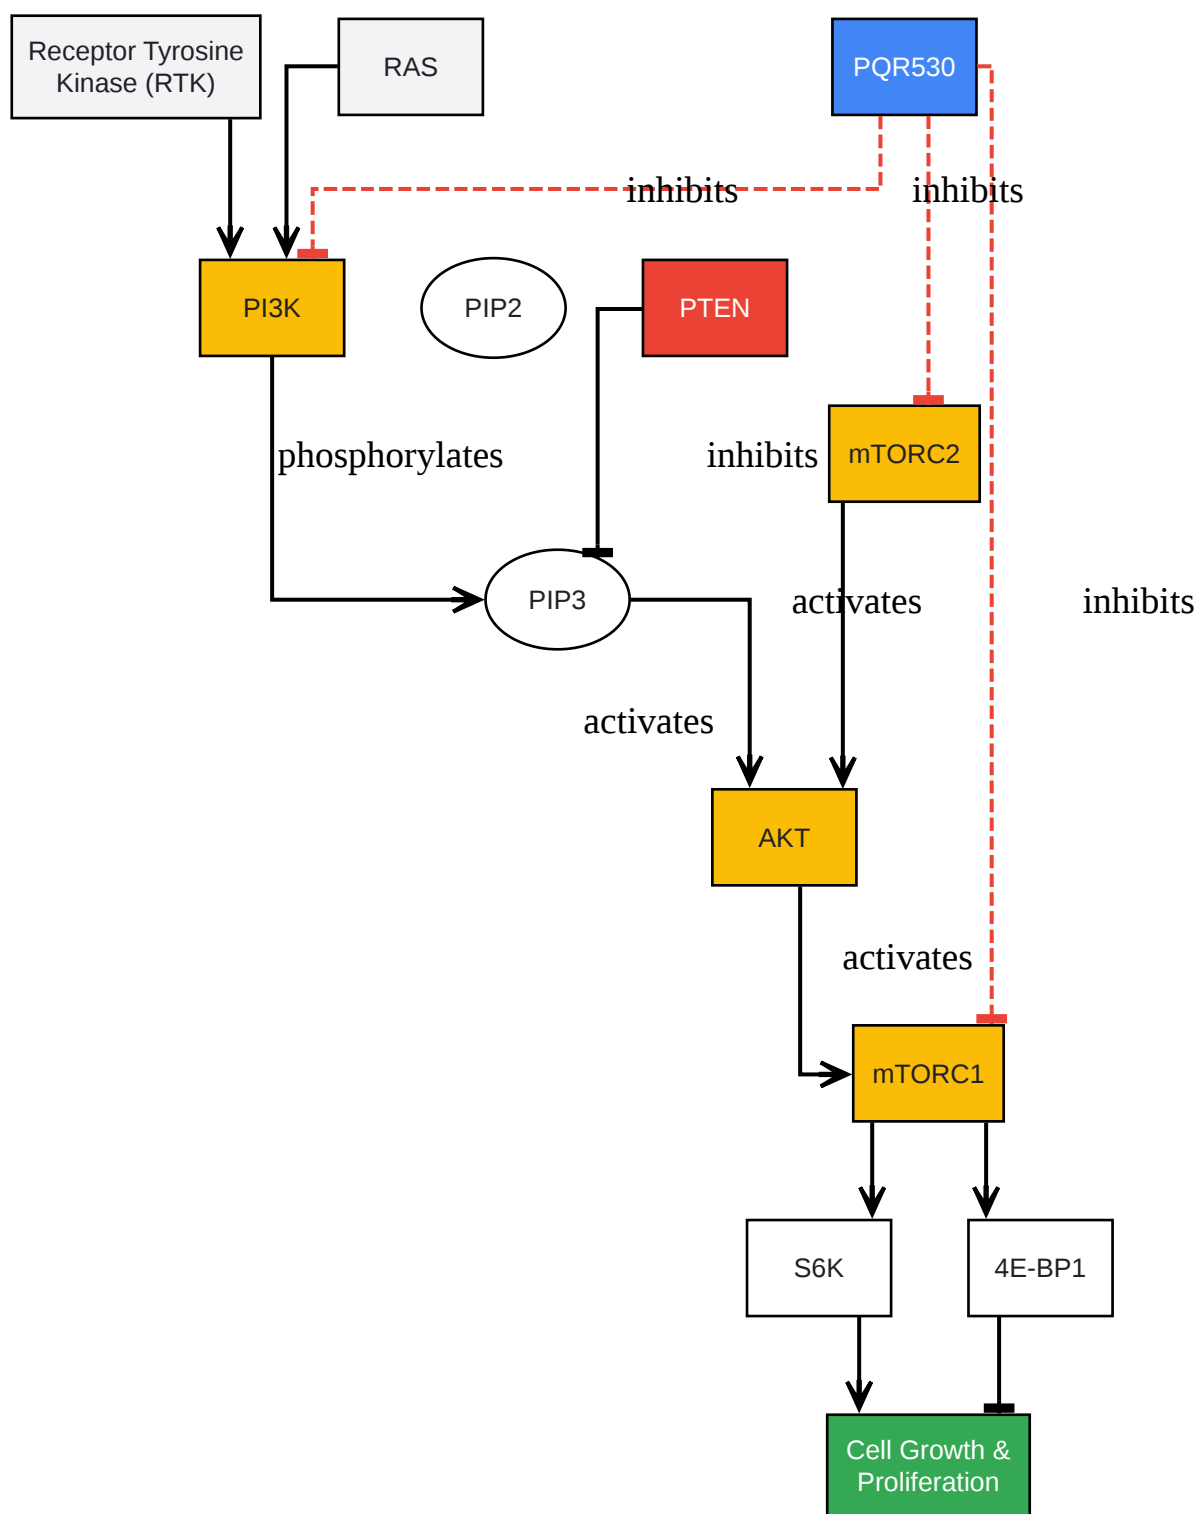 Receptor Tyrosine
Kinase (RTK)
RAS
PQR530
inhibits
inhibits
PI3K
PIP2
PTEN
phosphorylates
inhibits
mTORC2
PIP3
activates
inhibits
activates
AKT
activates
mTORC1
S6K
4E-BP1
Cell Growth &
Proliferation